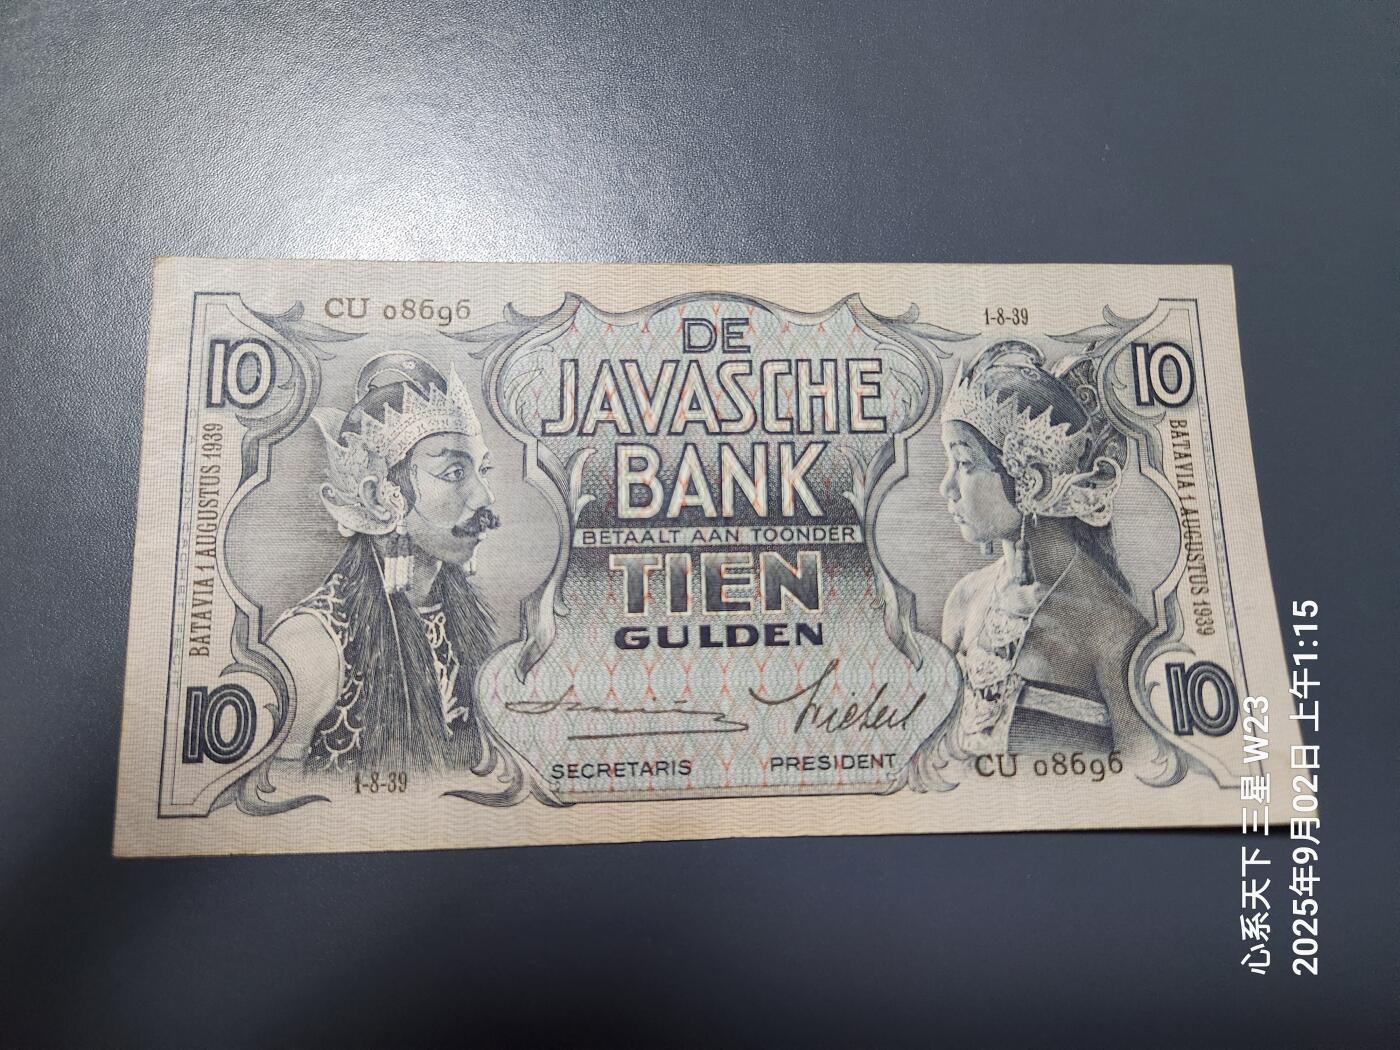 CU 08696
1-8-39
10
10
BATAVIA 1 AUGUSTUS 1939
BATAVIA 1 AUGUSTUS 1939
DE
JAVASCHE
BANK
BETAALT AAN TOONDER
TIEN
GULDEN
10
10
SECRETARIS
PRESIDENT
1-8-39
CU 08696
心系天下 三星 W23
2025年9月02日 上午1:15